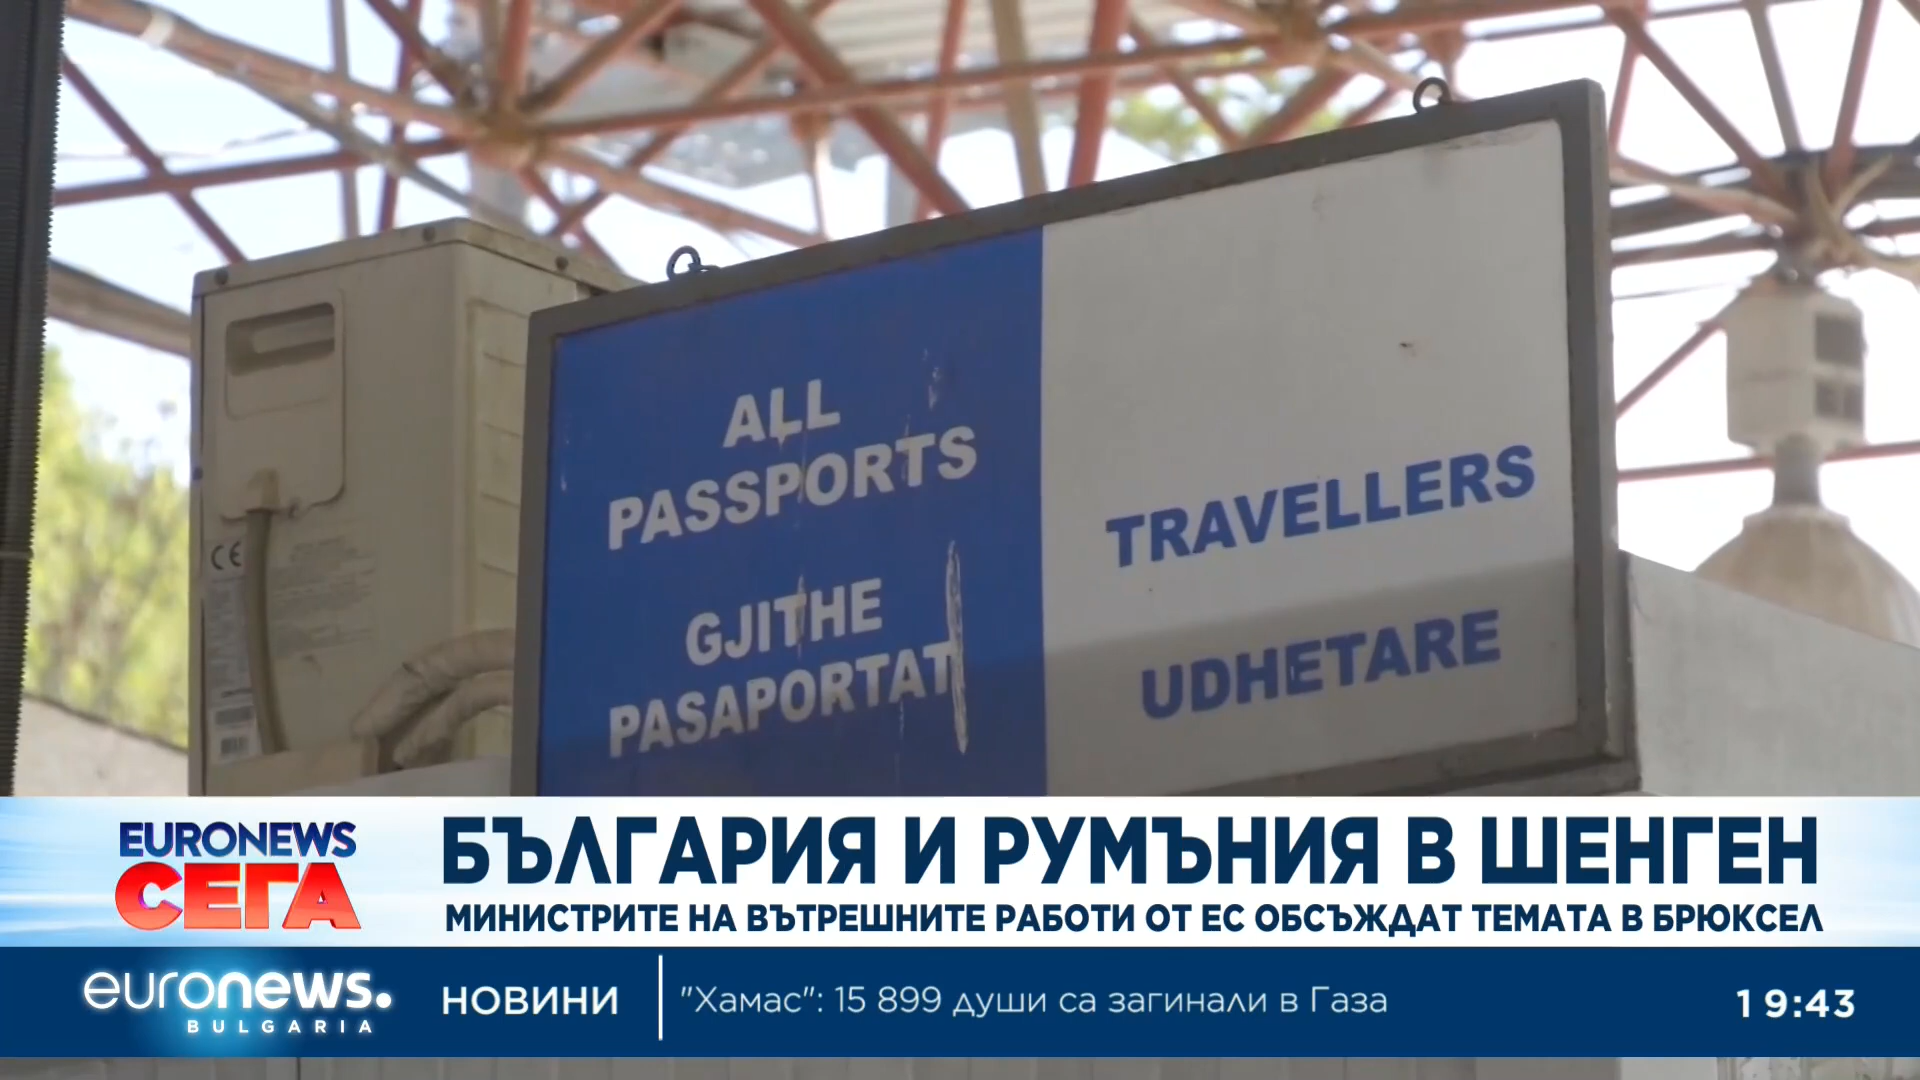 ALL
PASSPORTS
GJITHE
PASAPORTAT
TRAVELLERS
UDHETARE
CE
EURONEWS
СЕГА
БЪЛГАРИЯ И РУМЪНИЯ В ШЕНГЕН
МИНИСТРИТЕ НА ВЪТРЕШНИТЕ РАБОТИ ОТ ЕС ОБСЪЖДАТ ТЕМАТА В БРЮКСЕЛ
euronews.
BULGARIA
НОВИНИ
"Хамас": 15 899 души са загинали в Газа
19:43